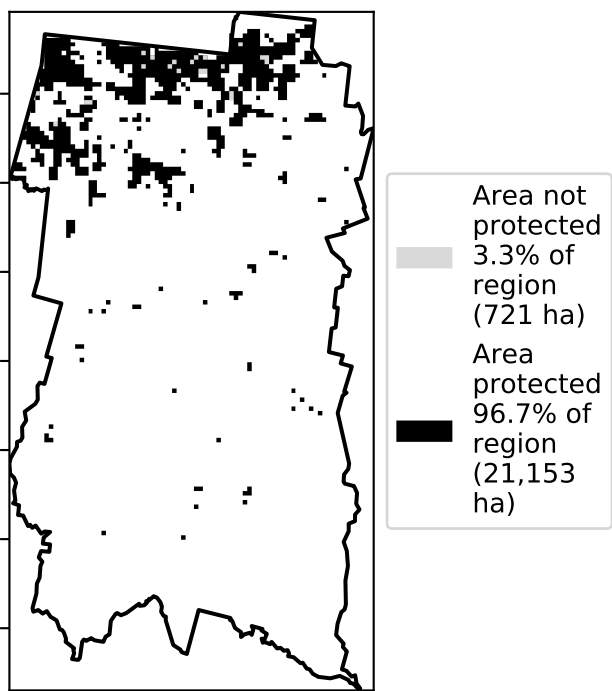 Area not
protected
3.3% of
region
(721 ha)
Area
protected
96.7% of
region
(21,153
ha)